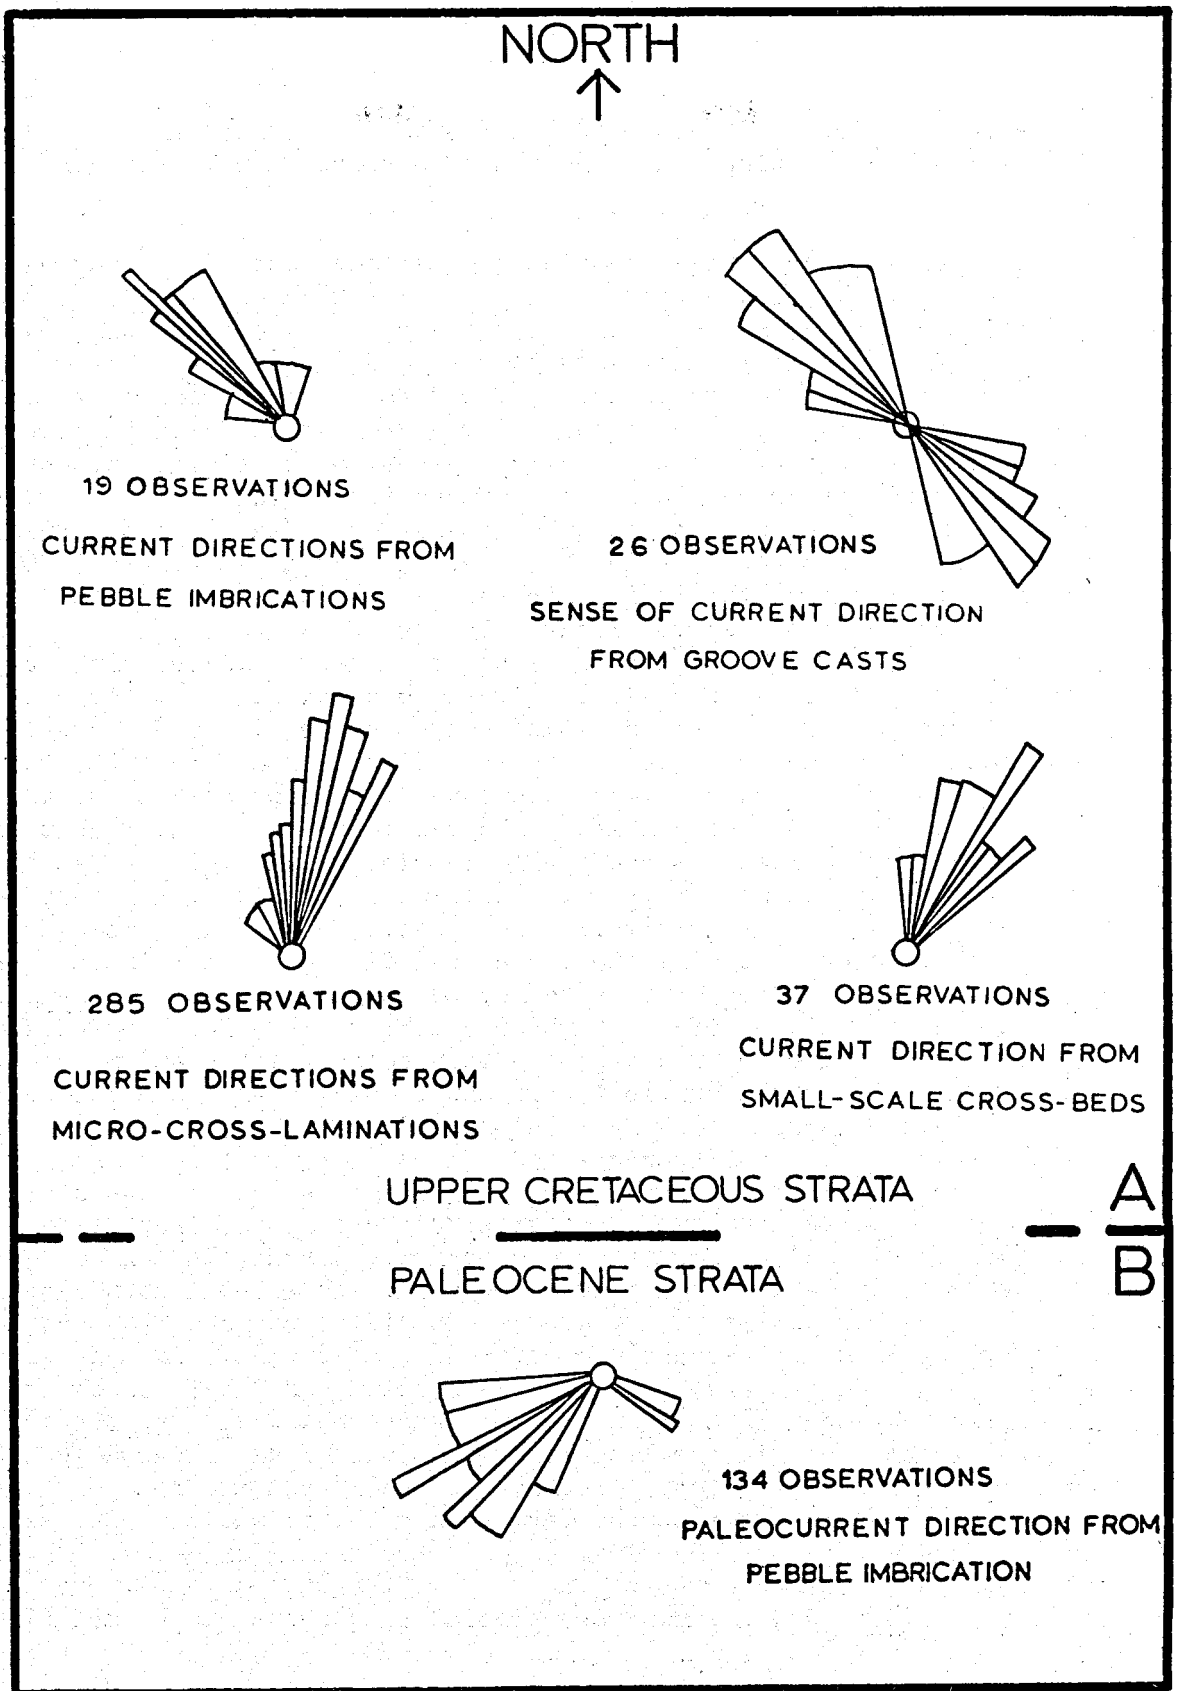 NORTH
19 OBSERVATIONS
CURRENT DIRECTIONS FROM
PEBBLE IMBRICATIONS
26 OBSERVATIONS
SENSE OF CURRENT DIRECTION
FROM GROOVE CASTS
285 OBSERVATIONS
CURRENT DIRECTIONS FROM
MICRO-CROSS-LAMINATIONS
37 OBSERVATIONS
CURRENT DIRECTION FROM
SMALL-SCALE CROSS-BEDS
UPPER CRETACEOUS STRATA
A
PALEOCENE STRATA
B
134 OBSERVATIONS
PALEOCURRENT DIRECTION FROM
PEBBLE IMBRICATION